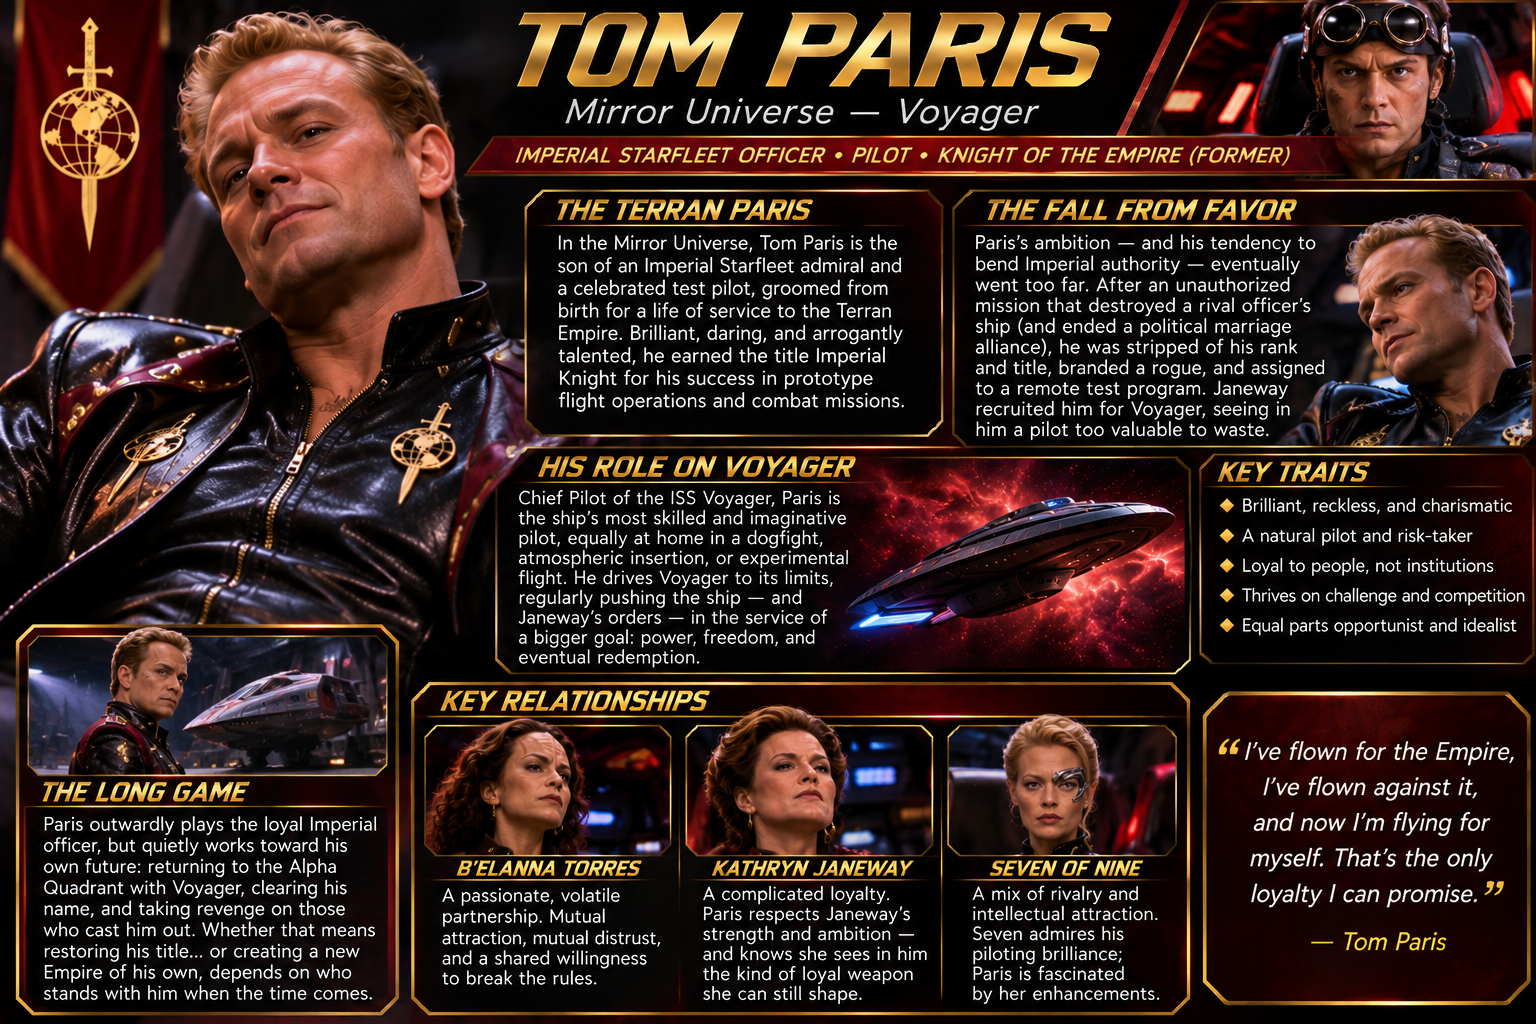 TOM PARIS
Mirror Universe — Voyager
IMPERIAL STARFLEET OFFICER • PILOT • KNIGHT OF THE EMPIRE (FORMER)
THE TERRAN PARIS
In the Mirror Universe, Tom Paris is the
son of an Imperial Starfleet admiral and
a celebrated test pilot, groomed from
birth for a life of service to the Terran
Empire. Brilliant, daring, and arrogantly
talented, he earned the title Imperial
Knight for his success in prototype
flight operations and combat missions.
THE FALL FROM FAVOR
Paris's ambition — and his tendency to
bend Imperial authority — eventually
went too far. After an unauthorized
mission that destroyed a rival officer's
ship (and ended a political marriage
alliance), he was stripped of his rank
and title, branded a rogue, and assigned
to a remote test program. Janeway
recruited him for Voyager, seeing in
him a pilot too valuable to waste.
HIS ROLE ON VOYAGER
Chief Pilot of the ISS Voyager, Paris is
the ship's most skilled and imaginative
pilot, equally at home in a dogfight,
atmospheric insertion, or experimental
flight. He drives Voyager to its limits,
regularly pushing the ship — and
Janeway's orders — in the service of
a bigger goal: power, freedom, and
eventual redemption.
KEY TRAITS
Brilliant, reckless, and charismatic
A natural pilot and risk-taker
Loyal to people, not institutions
Thrives on challenge and competition
Equal parts opportunist and idealist
THE LONG GAME
Paris outwardly plays the loyal Imperial
officer, but quietly works toward his
own future: returning to the Alpha
Quadrant with Voyager, clearing his
name, and taking revenge on those
who cast him out. Whether that means
restoring his title... or creating a new
Empire of his own, depends on who
stands with him when the time comes.
KEY RELATIONSHIPS
B'ELANNA TORRES
A passionate, volatile
partnership. Mutual
attraction, mutual distrust,
and a shared willingness
to break the rules.
KATHRYN JANEWAY
A complicated loyalty.
Paris respects Janeway's
strength and ambition —
and knows she sees in him
the kind of loyal weapon
she can still shape.
SEVEN OF NINE
A mix of rivalry and
intellectual attraction.
Seven admires his
piloting brilliance;
Paris is fascinated
by her enhancements.
“I've flown for the Empire,
I've flown against it,
and now I'm flying for
myself. That's the only
loyalty I can promise.”
— Tom Paris